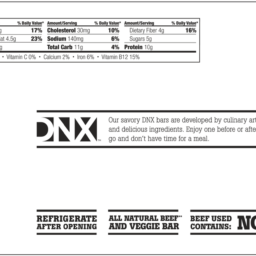 % Daily Value* Amount/Serving % Daily Value* Amount/Serving % Daily Value*
17% Cholesterol 30mg 10% Dietary Fiber 4g 16%
4.5g 23% Sodium 140mg 6% Sugars 5g
Total Carb 11g 4% Protein 10g
• Vitamin C 0% • Calcium 2% • Iron 6% • Vitamin B12 15%
DNX
Our savory DNX bars are developed by culinary
and delicious ingredients. Enjoy one before or
go and don't have time for a meal.
REFRIGERATE ALL NATURAL BEEF BEEF USED
AFTER OPENING AND VEGGIE BAR CONTAINS: